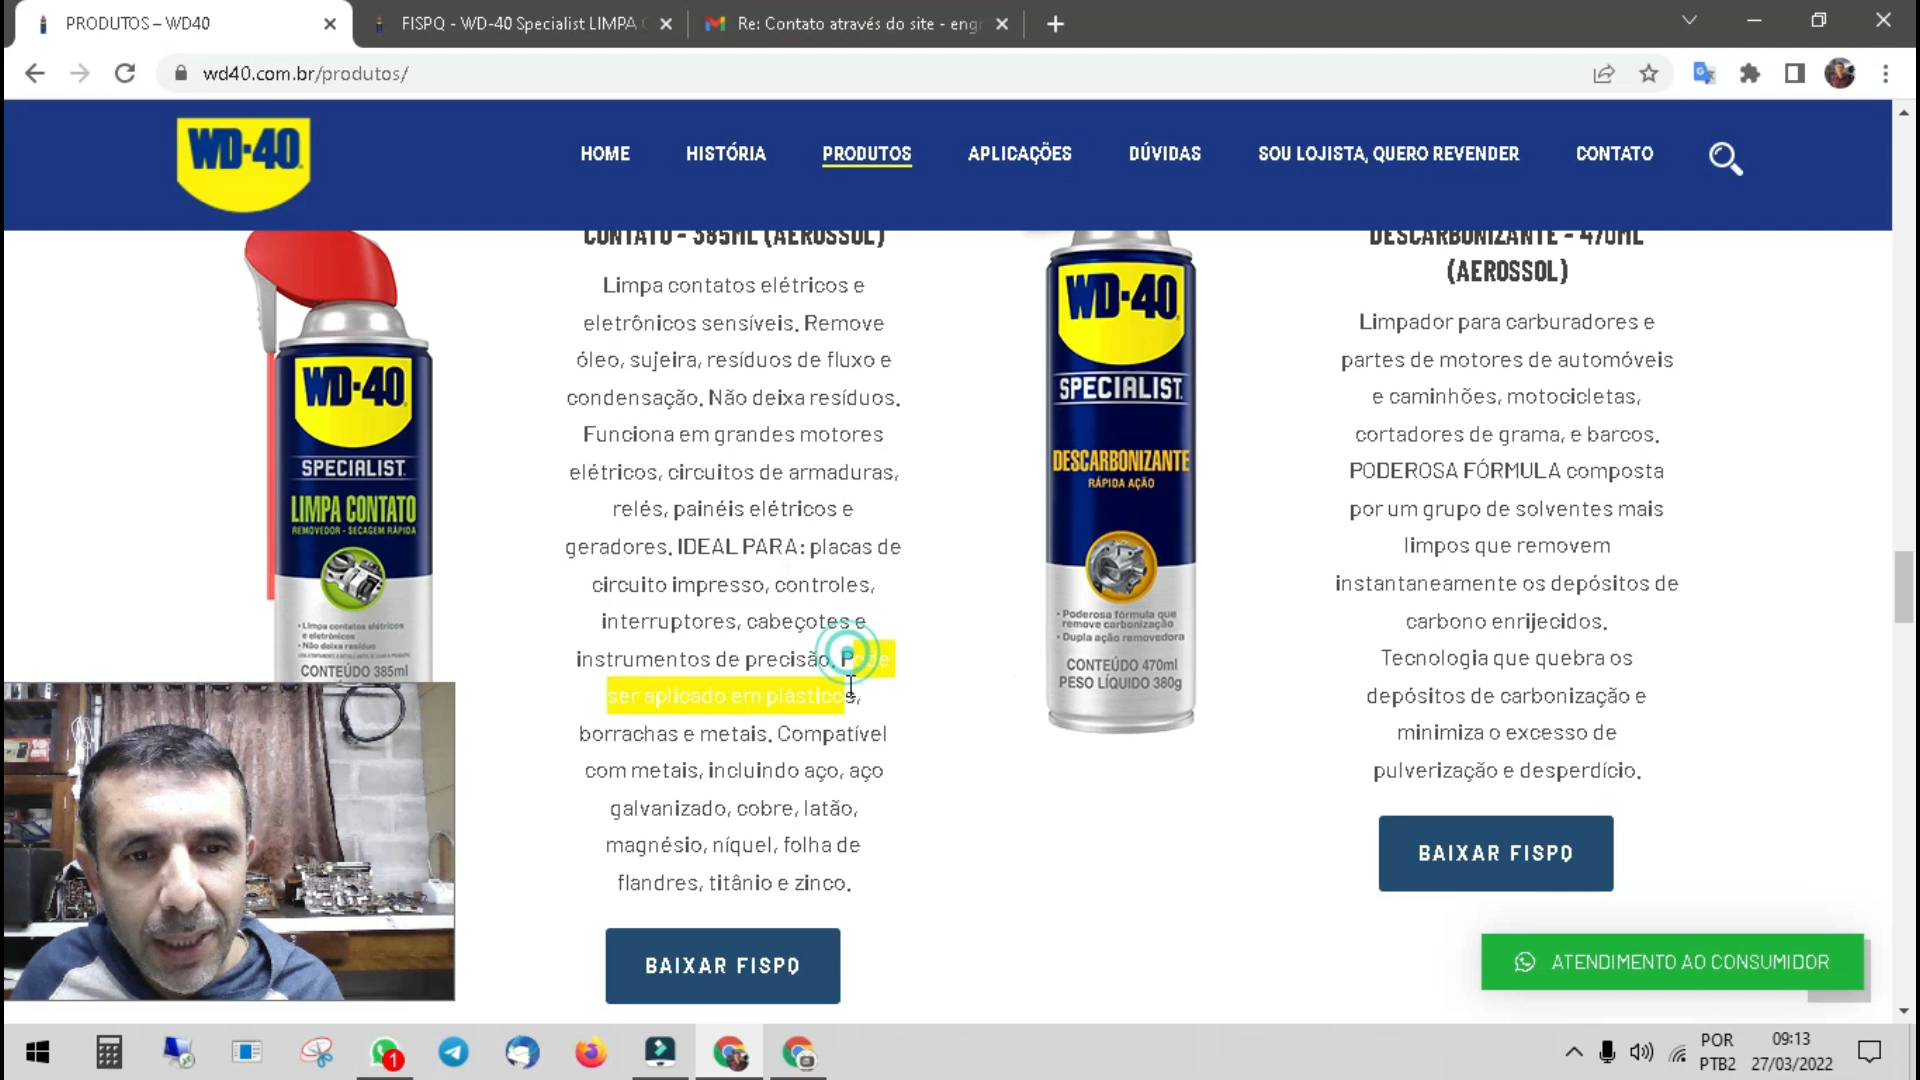 PRODUTOS – WD40
FISPQ - WD-40 Specialist LIMPA
Re: Contato através do site - eng
wd40.com.br/produtos/
WD-40
HOME
HISTÓRIA
PRODUTOS
APLICAÇÕES
DÚVIDAS
SOU LOJISTA, QUERO REVENDER
CONTATO
CONTATO - 385ML (AEROSSOL)
Limpa contatos elétricos e
eletrônicos sensíveis. Remove
óleo, sujeira, resíduos de fluxo e
condensação. Não deixa resíduos.
Funciona em grandes motores
elétricos, circuitos de armaduras,
relés, painéis elétricos e
geradores. IDEAL PARA: placas de
circuito impresso, controles,
interruptores, cabeçotes e
instrumentos de precisão. Pode
ser aplicado em plásticos,
borrachas e metais. Compatível
com metais, incluindo aço, aço
galvanizado, cobre, latão,
magnésio, níquel, folha de
flandres, titânio e zinco.
BAIXAR FISPQ
WD-40
SPECIALIST
LIMPA CONTATO
REMOVEDOR - SECAGEM RÁPIDA
• Limpa contatos elétricos
e eletrônicos
• Não deixa resíduo
CONTEÚDO 385ml
WD-40
SPECIALIST
DESCARBONIZANTE
RÁPIDA AÇÃO
• Poderosa fórmula que
remove carbonização
• Dupla ação removedora
CONTEÚDO 470ml
PESO LÍQUIDO 380g
DESCARBONIZANTE - 470ML
(AEROSSOL)
Limpador para carburadores e
partes de motores de automóveis
e caminhões, motocicletas,
cortadores de grama, e barcos.
PODEROSA FÓRMULA composta
por um grupo de solventes mais
limpos que removem
instantaneamente os depósitos de
carbono enrijecidos.
Tecnologia que quebra os
depósitos de carbonização e
minimiza o excesso de
pulverização e desperdício.
BAIXAR FISPQ
ATENDIMENTO AO CONSUMIDOR
1
POR
PTB2
09:13
27/03/2022